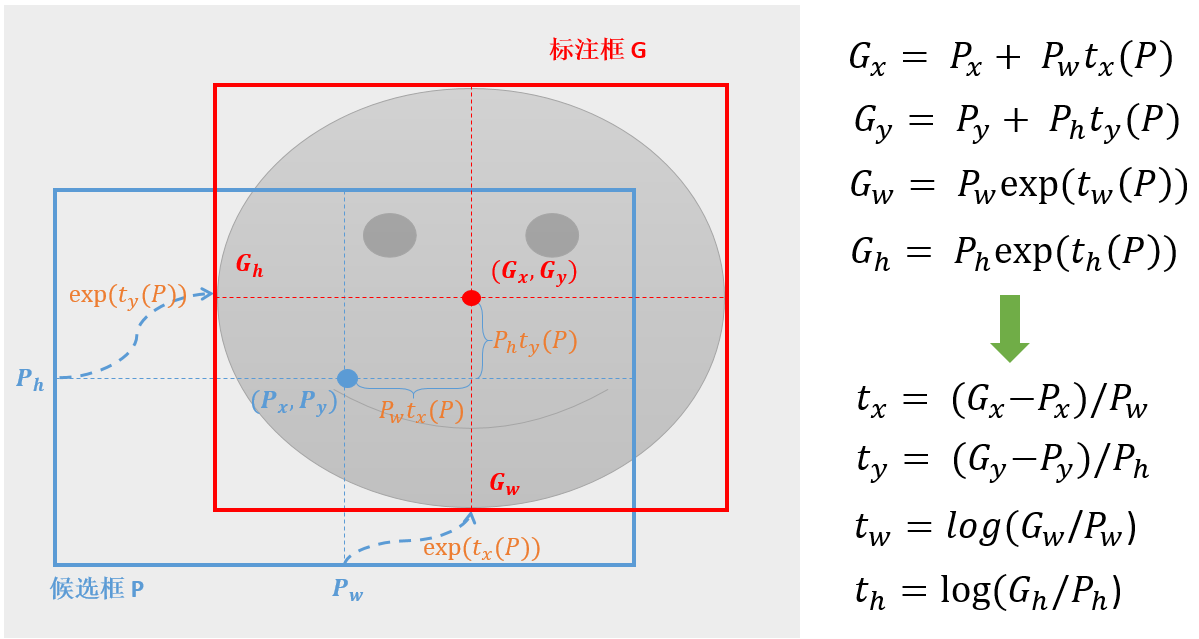 标注框 G
G_h
(G_x, G_y)
exp(t_y(P))
P_h t_y(P)
P_h
(P_x, P_y)
P_w t_x(P)
G_w
exp(t_x(P))
候选框 P
P_w
G_x = P_x + P_w t_x(P)
G_y = P_y + P_h t_y(P)
G_w = P_w exp(t_w(P))
G_h = P_h exp(t_h(P))
t_x = (G_x−P_x)/P_w
t_y = (G_y−P_y)/P_h
t_w = log(G_w/P_w)
t_h = log(G_h/P_h)